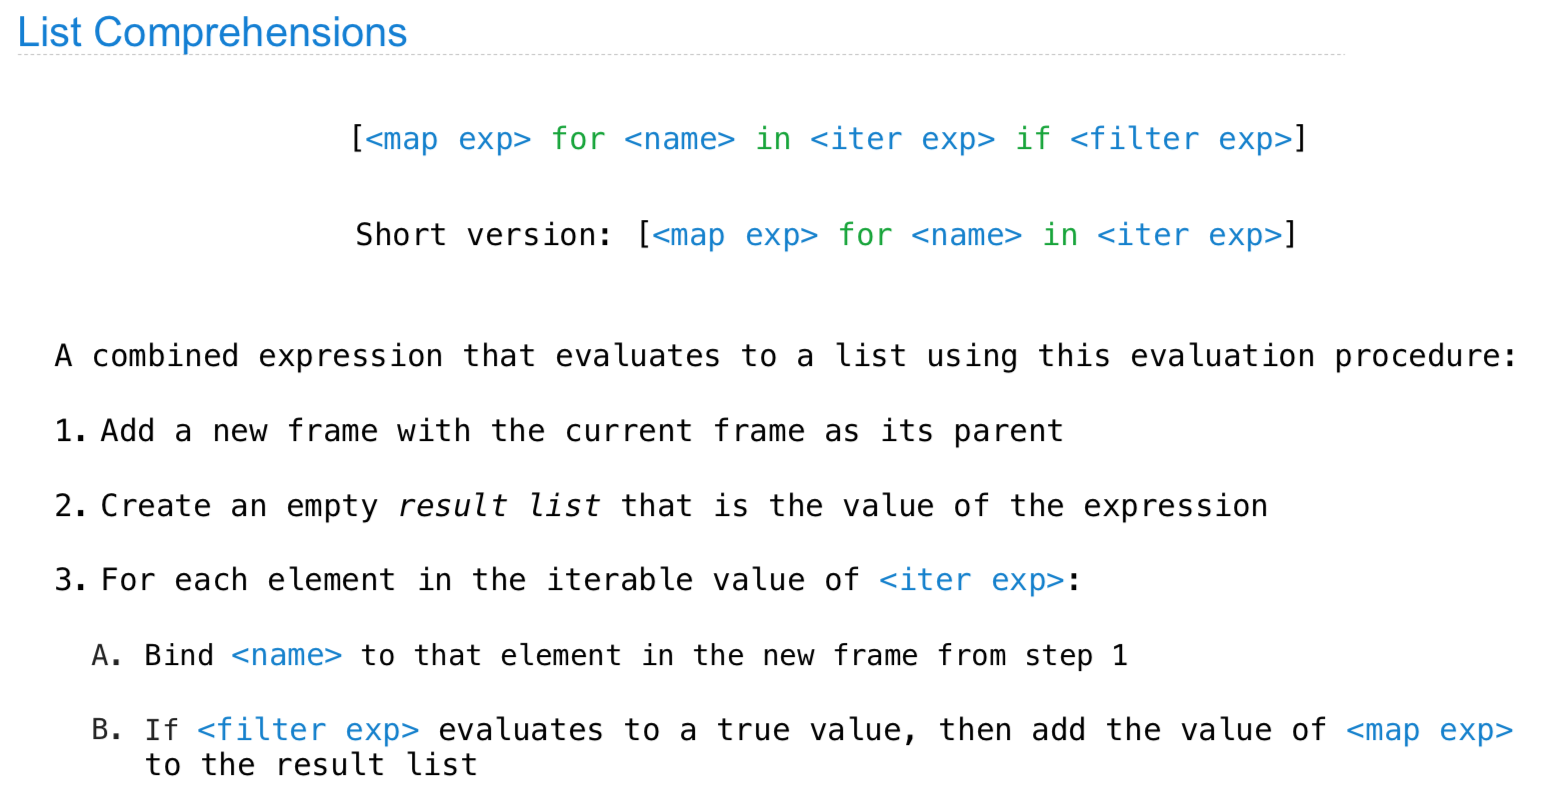 List Comprehensions
[<map exp> for <name> in <iter exp> if <filter exp>]
Short version: [<map exp> for <name> in <iter exp>]
A combined expression that evaluates to a list using this evaluation procedure:
1. Add a new frame with the current frame as its parent
2. Create an empty result list that is the value of the expression
3. For each element in the iterable value of <iter exp>:
A. Bind <name> to that element in the new frame from step 1
B. If <filter exp> evaluates to a true value, then add the value of <map exp>
to the result list